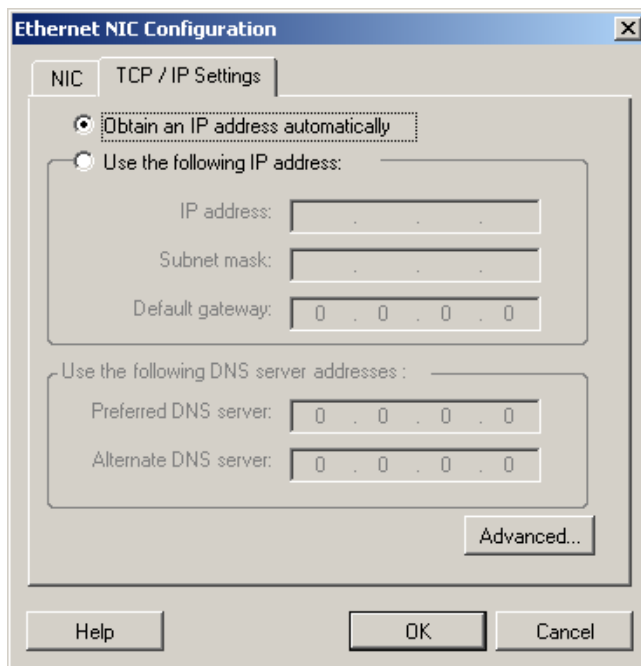 Ethernet NIC Configuration
NIC
TCP / IP Settings
Obtain an IP address automatically
Use the following IP address:
IP address: . . .
Subnet mask: . . .
Default gateway: 0 . 0 . 0 . 0
Use the following DNS server addresses :
Preferred DNS server: 0 . 0 . 0 . 0
Alternate DNS server: 0 . 0 . 0 . 0
Advanced...
Help
OK
Cancel